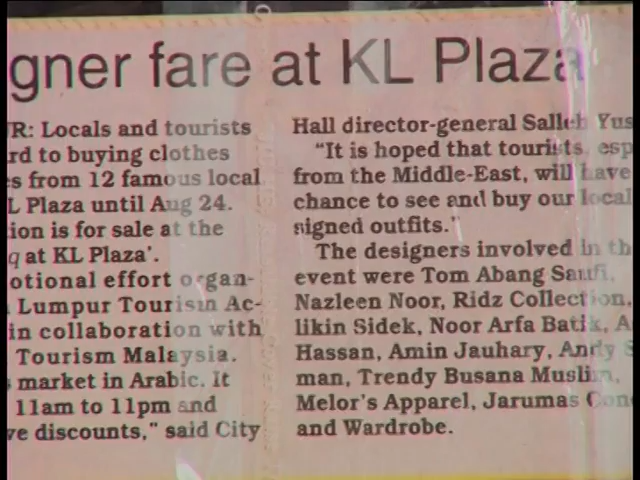 gner fare at KL Plaza
UR: Locals and tourists
rd to buying clothes
s from 12 famous local
L Plaza until Aug 24.
ion is for sale at the
q at KL Plaza'.
otional effort organ-
Lumpur Tourism Ac-
in collaboration with
Tourism Malaysia.
market in Arabic. It
11am to 11pm and
ve discounts," said City
Hall director-general Salleh Yus
"It is hoped that tourists, esp
from the Middle-East, will have
chance to see and buy our local
signed outfits."
The designers involved in th
event were Tom Abang Saufi,
Nazleen Noor, Ridz Collection,
likin Sidek, Noor Arfa Batik, A
Hassan, Amin Jauhary, Andy S
man, Trendy Busana Muslim,
Melor's Apparel, Jarumas Con
and Wardrobe.